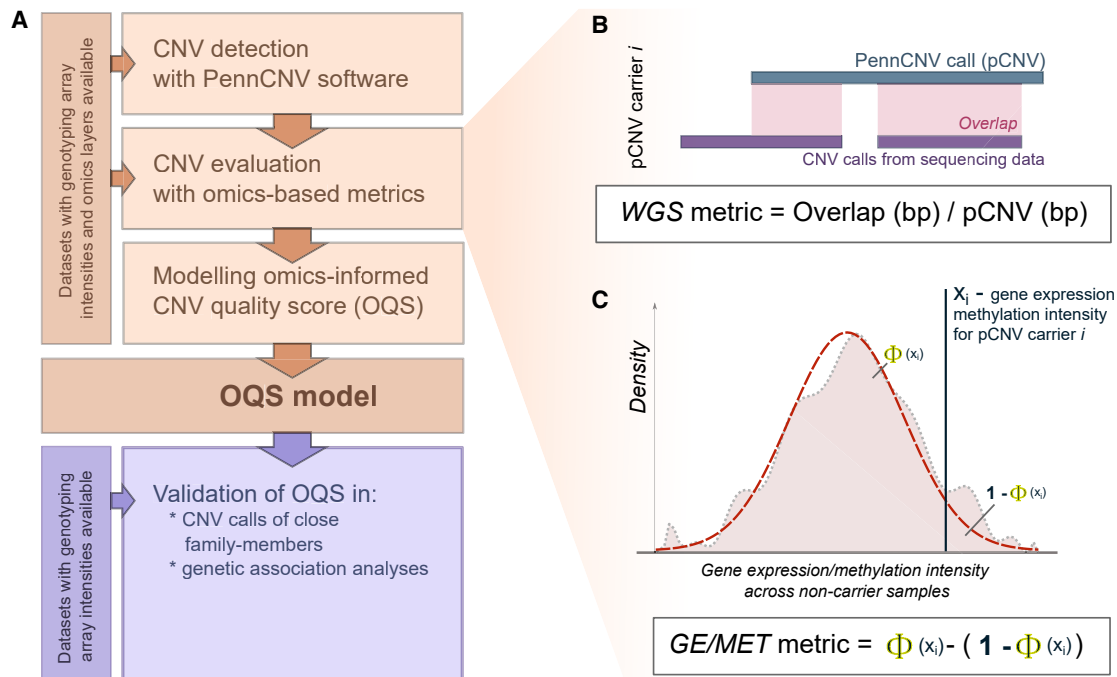 A
Datasets with genotyping array
intensities and omics layers available
CNV detection
with PennCNV software
CNV evaluation
with omics-based metrics
Modelling omics-informed
CNV quality score (OQS)
OQS model
Datasets with genotyping
array intensities available
Validation of OQS in:
* CNV calls of close
family-members
* genetic association analyses
B
pCNV carrier i
PennCNV call (pCNV)
Overlap
CNV calls from sequencing data
WGS metric = Overlap (bp) / pCNV (bp)
C
Density
Φ (xi)
Xi - gene expression
methylation intensity
for pCNV carrier i
1 - Φ (xi)
Gene expression/methylation intensity
across non-carrier samples
GE/MET metric = Φ (xi) - ( 1 - Φ (xi) )